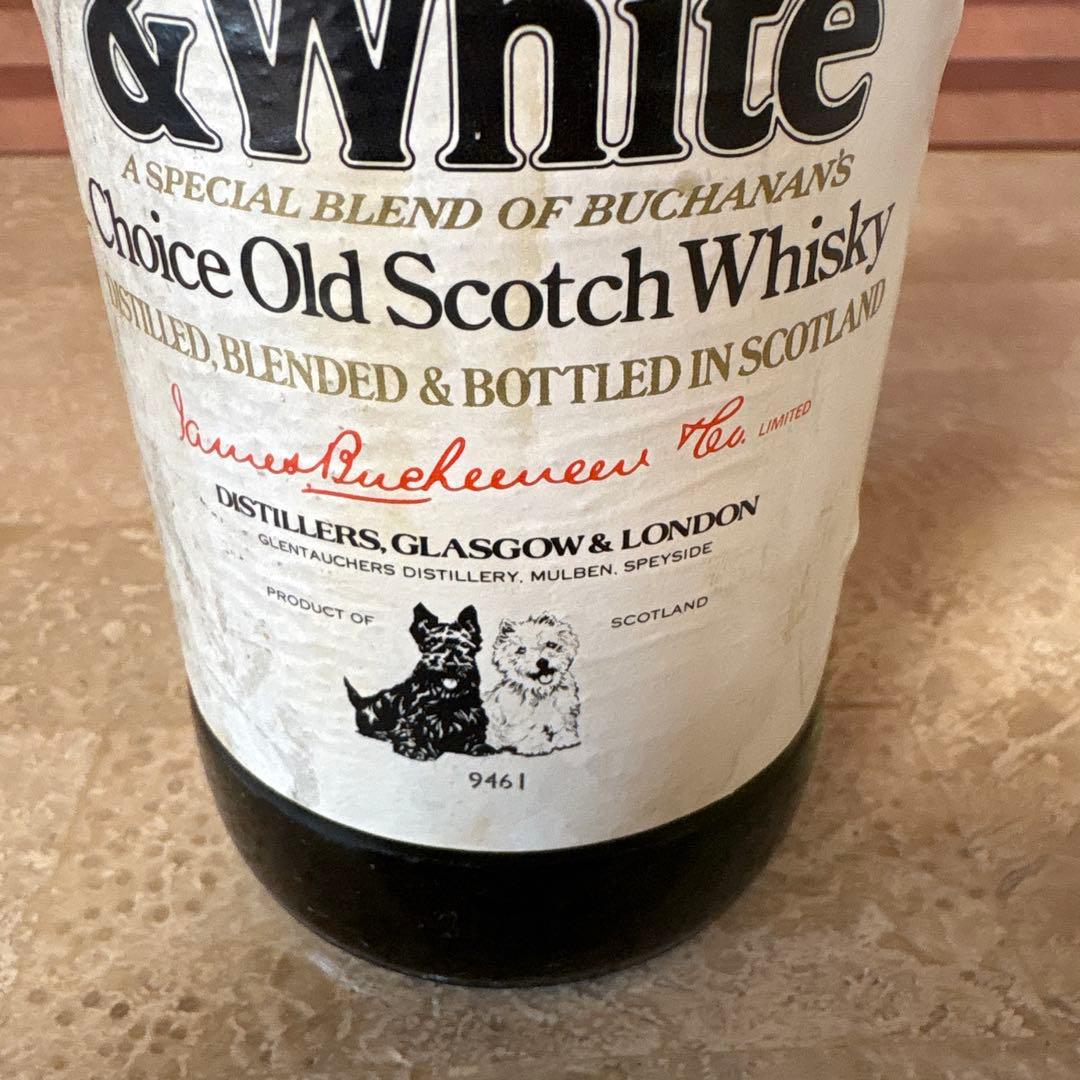 & White
A SPECIAL BLEND OF BUCHANAN'S
Choice Old Scotch Whisky
DISTILLED, BLENDED & BOTTLED IN SCOTLAND
James Buchanan & Co. LIMITED
DISTILLERS, GLASGOW & LONDON
GLENTAUCHERS DISTILLERY, MULBEN, SPEYSIDE
PRODUCT OF SCOTLAND
9461